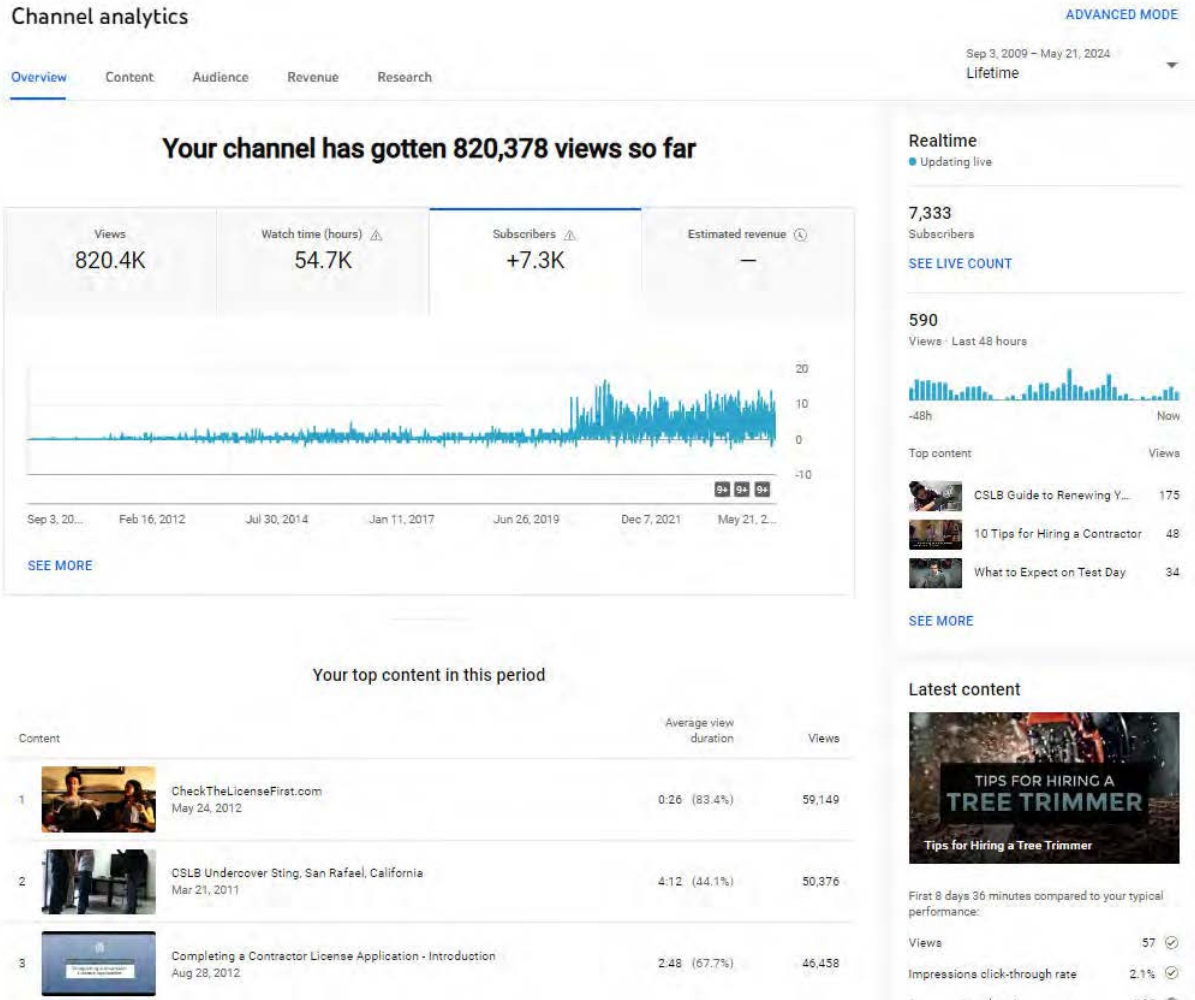 Channel analytics
ADVANCED MODE
Sep 3, 2009 – May 21, 2024
Lifetime
Overview
Content
Audience
Revenue
Research
Your channel has gotten 820,378 views so far
Views
820.4K
Watch time (hours)
54.7K
Subscribers
+7.3K
Estimated revenue
—
20
10
0
-10
9+ 9+ 9+
Sep 3, 20...
Feb 16, 2012
Jul 30, 2014
Jan 11, 2017
Jun 26, 2019
Dec 7, 2021
May 21, 2...
SEE MORE
Your top content in this period
Content
Average view
duration
Views
1
CheckTheLicenseFirst.com
May 24, 2012
0:26 (83.4%)
59,149
2
CSLB Undercover Sting, San Rafael, California
Mar 21, 2011
4:12 (44.1%)
50,376
3
Completing a Contractor License Application - Introduction
Aug 28, 2012
2:48 (67.7%)
46,458
Realtime
Updating live
7,333
Subscribers
SEE LIVE COUNT
590
Views · Last 48 hours
-48h
Now
Top content
Views
CSLB Guide to Renewing Y...
175
10 Tips for Hiring a Contractor
48
What to Expect on Test Day
34
SEE MORE
Latest content
TIPS FOR HIRING A
TREE TRIMMER
Tips for Hiring a Tree Trimmer
First 8 days 36 minutes compared to your typical
performance:
Views
57
Impressions click-through rate
2.1%